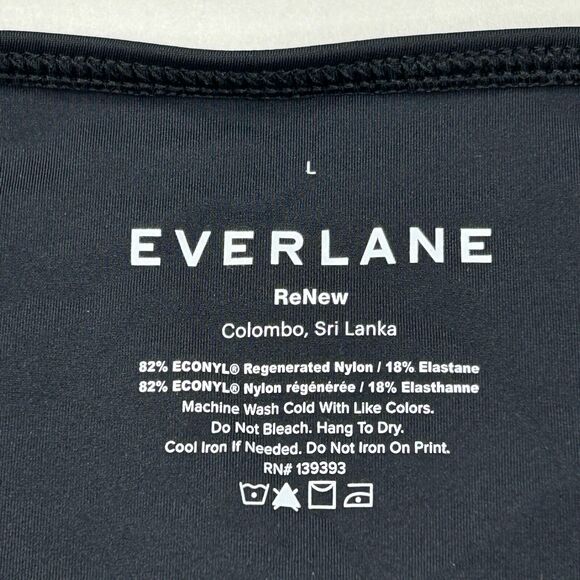 L
EVERLANE
ReNew
Colombo, Sri Lanka
82% ECONYL® Regenerated Nylon / 18% Elastane
82% ECONYL® Nylon régénérée / 18% Elasthanne
Machine Wash Cold With Like Colors.
Do Not Bleach. Hang To Dry.
Cool Iron If Needed. Do Not Iron On Print.
RN# 139393